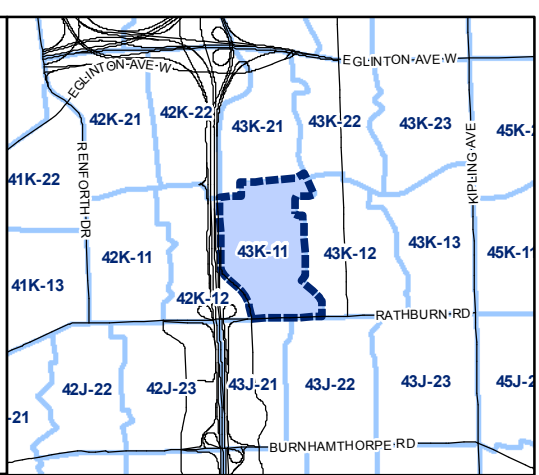 EGLINTON AVE W
EGLINTON AVE W
42K-21
42K-22
43K-21
43K-22
43K-23
45K-
KIPLING AVE
RENFORTH DR
41K-22
42K-11
43K-11
43K-12
43K-13
45K-11
41K-13
42K-12
RATHBURN RD
42J-22
42J-23
43J-21
43J-22
43J-23
45J-2
-21
BURNHAMTHORPE RD